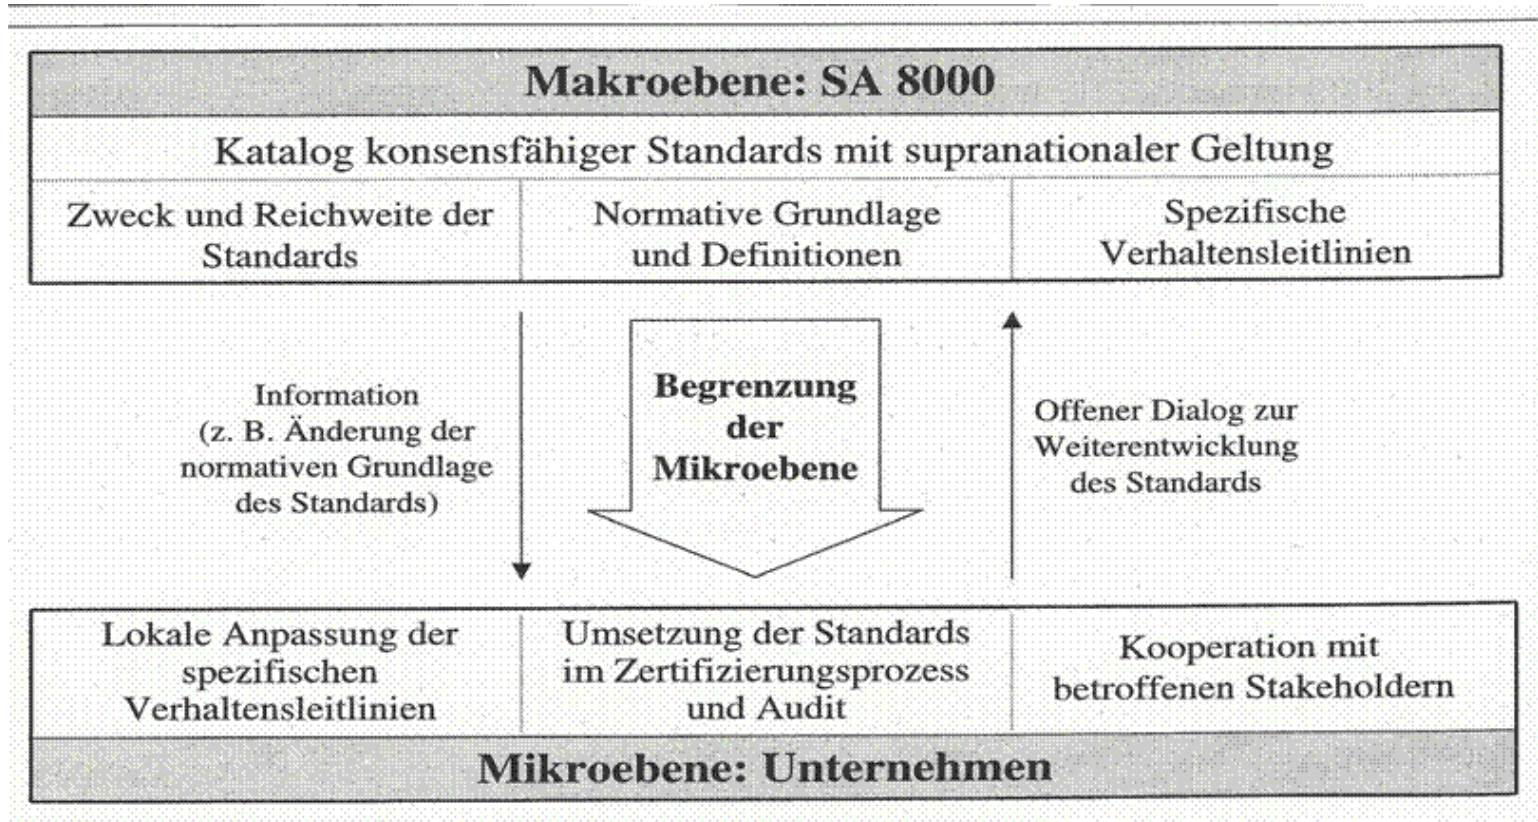 Makroebene: SA 8000
Katalog konsensfähiger Standards mit supranationaler Geltung
Zweck und Reichweite der
Standards
Normative Grundlage
und Definitionen
Spezifische
Verhaltensleitlinien
Information
(z. B. Änderung der
normativen Grundlage
des Standards)
Begrenzung
der
Mikroebene
Offener Dialog zur
Weiterentwicklung
des Standards
Lokale Anpassung der
spezifischen
Verhaltensleitlinien
Umsetzung der Standards
im Zertifizierungsprozess
und Audit
Kooperation mit
betroffenen Stakeholdern
Mikroebene: Unternehmen